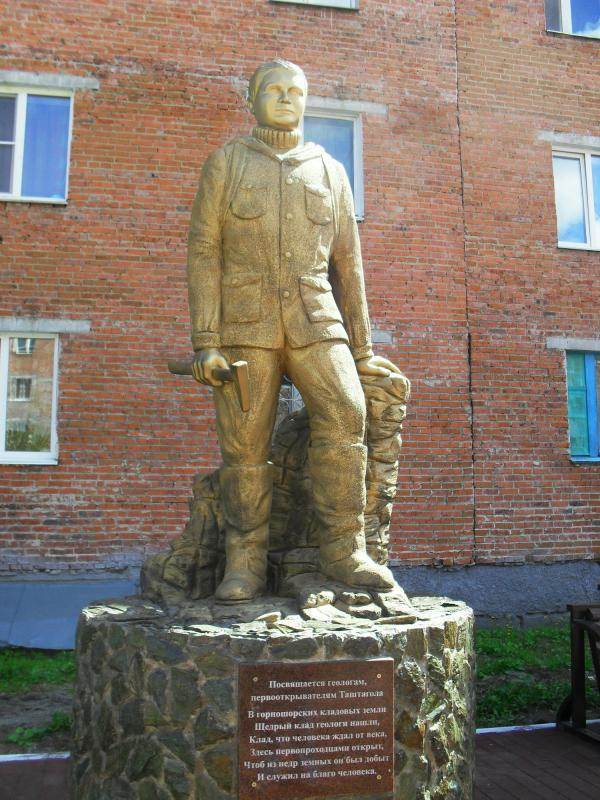 Посвящается геологам,
первооткрывателям Таштагола
В горношорских кладовых земли
Щедрый клад геологи нашли,
Клад, что человека ждал от века,
Здесь первопроходцами открыт,
Чтоб из недр земных он был добыт
И служил на благо человека.